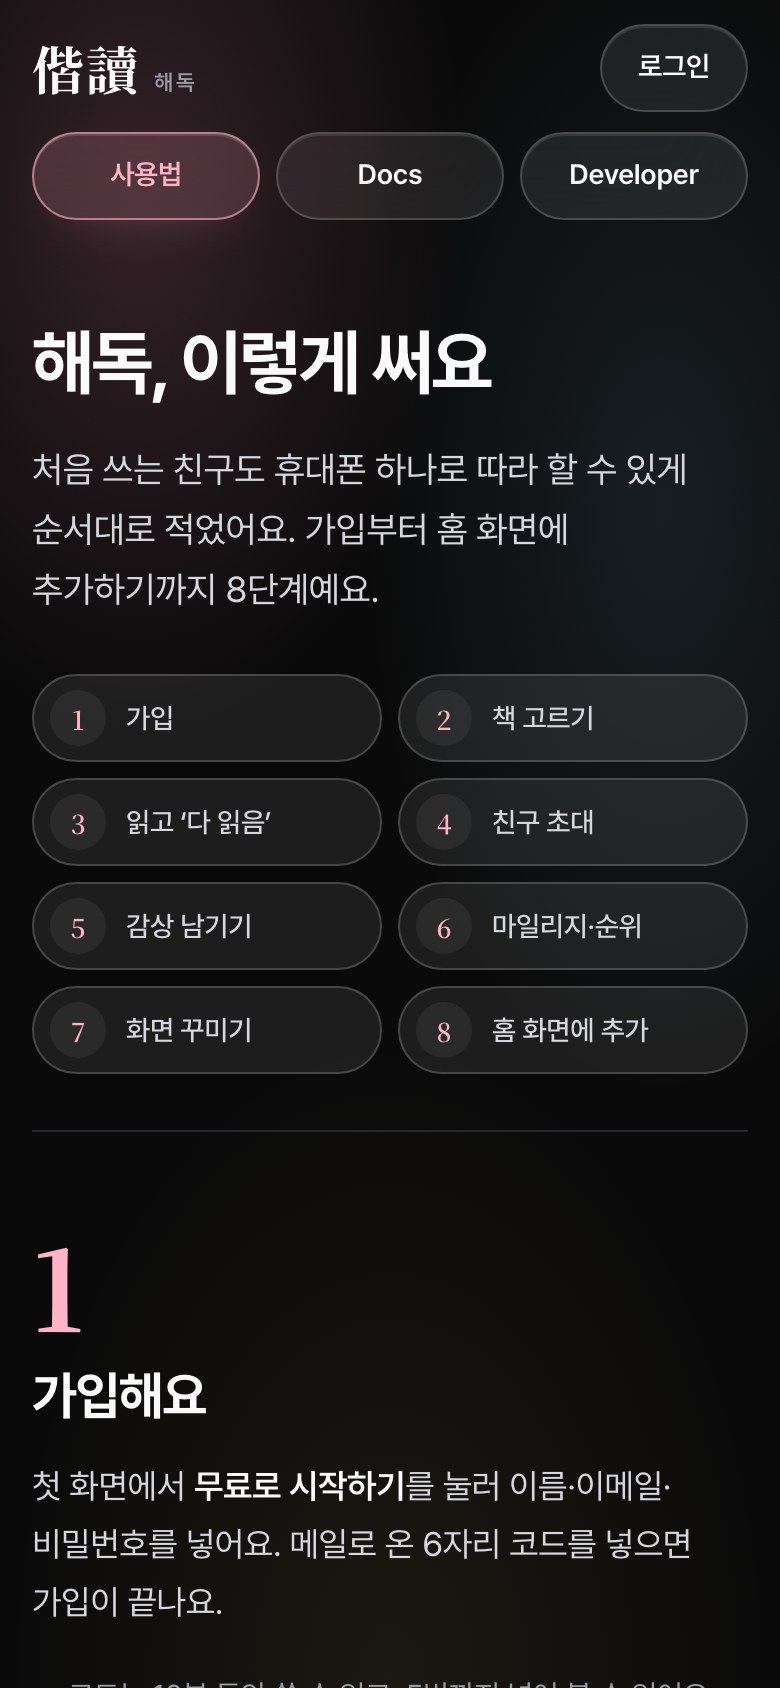 偕讀 해독
로그인
사용법 Docs Developer
해독, 이렇게 써요
처음 쓰는 친구도 휴대폰 하나로 따라 할 수 있게
순서대로 적었어요. 가입부터 홈 화면에
추가하기까지 8단계예요.
1 가입
2 책 고르기
3 읽고 ‘다 읽음’
4 친구 초대
5 감상 남기기
6 마일리지·순위
7 화면 꾸미기
8 홈 화면에 추가
1
가입해요
첫 화면에서 무료로 시작하기를 눌러 이름·이메일·
비밀번호를 넣어요. 메일로 온 6자리 코드를 넣으면
가입이 끝나요.